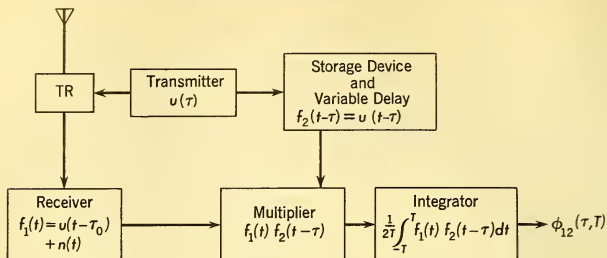 TR
Transmitter
u(τ)
Storage Device
and
Variable Delay
f₂(t-τ) = u (t-τ)
Receiver
f₁(t) = u(t-τ₀)
+ n(t)
Multiplier
f₁(t) f₂(t-τ)
Integrator
1/2T ∫_{-T}^{T} f₁(t) f₂(t-τ)dt
ϕ₁₂(τ,T)